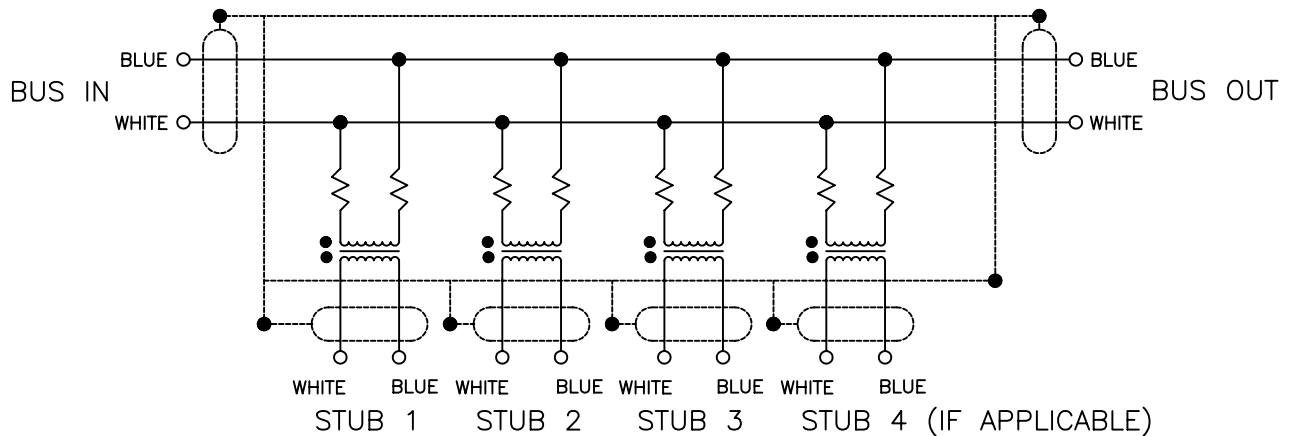 BLUE
BLUE
BUS IN
BUS OUT
WHITE
WHITE
WHITE BLUE WHITE BLUE WHITE BLUE WHITE BLUE
STUB 1 STUB 2 STUB 3 STUB 4 (IF APPLICABLE)